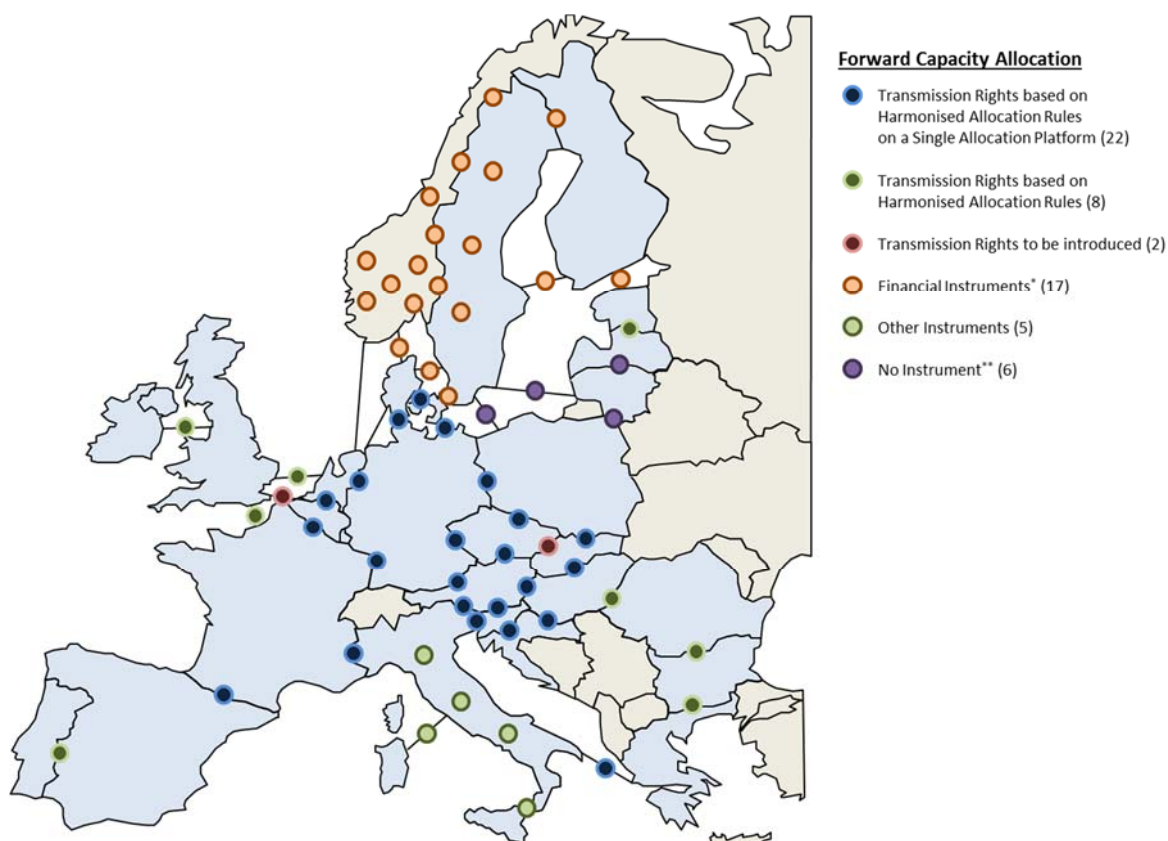 Forward Capacity Allocation
Transmission Rights based on
Harmonised Allocation Rules
on a Single Allocation Platform (22)
Transmission Rights based on
Harmonised Allocation Rules (8)
Transmission Rights to be introduced (2)
Financial Instruments* (17)
Other Instruments (5)
No Instrument** (6)